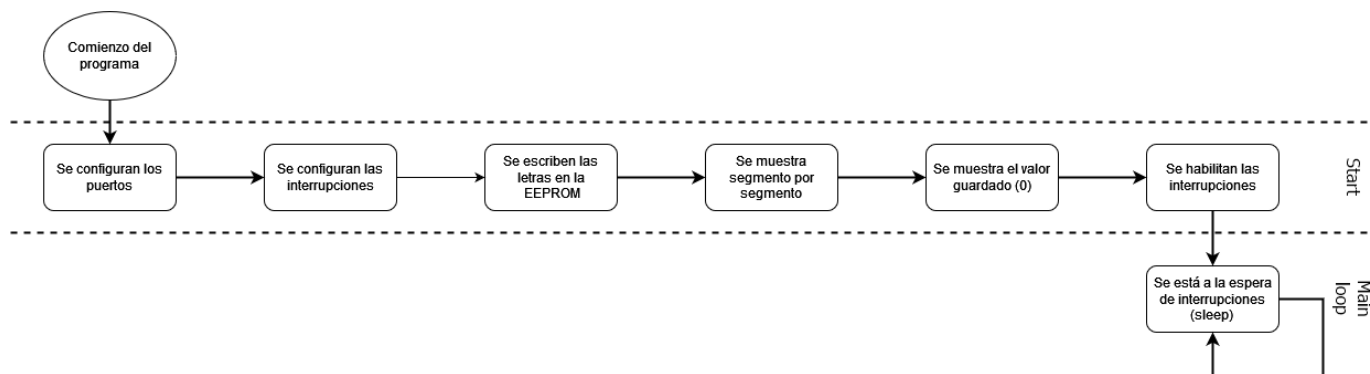 Comienzo del
programa
Se configuran los
puertos
Se configuran las
interrupciones
Se escriben las
letras en la
EEPROM
Se muestra
segmento por
segmento
Se muestra el valor
guardado (0)
Se habilitan las
interrupciones
Start
Se está a la espera
de interrupciones
(sleep)
Main
loop